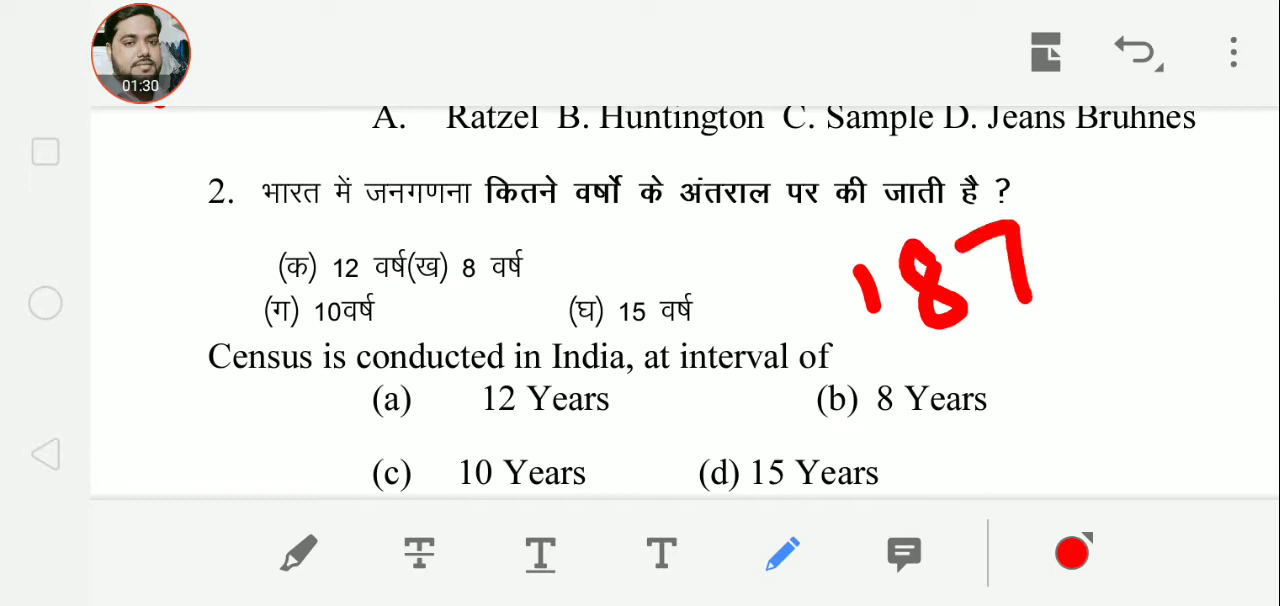 01:30
A. Ratzel B. Huntington C. Sample D. Jeans Bruhnes
2. भारत में जनगणना कितने वर्षो के अंतराल पर की जाती है ?
187
(क) 12 वर्ष(ख) 8 वर्ष
(ग) 10वर्ष (घ) 15 वर्ष
Census is conducted in India, at interval of
(a) 12 Years (b) 8 Years
(c) 10 Years (d) 15 Years
T T T